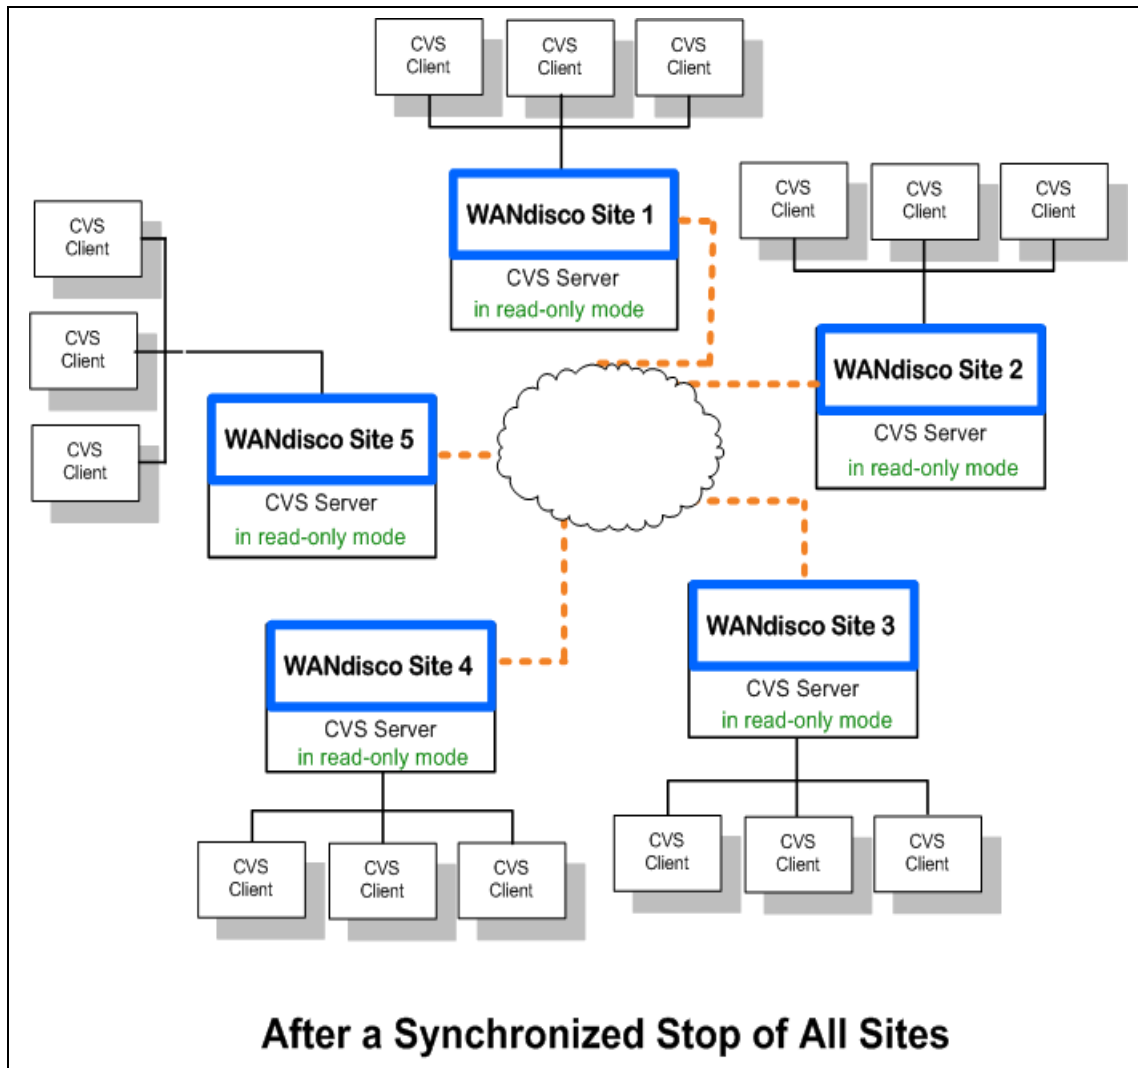 CVS
Client
CVS
Client
CVS
Client
WANdisco Site 1
CVS Server
in read-only mode
CVS
Client
CVS
Client
CVS
Client
WANdisco Site 2
CVS Server
in read-only mode
CVS
Client
CVS
Client
CVS
Client
WANdisco Site 5
CVS Server
in read-only mode
WANdisco Site 3
CVS Server
in read-only mode
WANdisco Site 4
CVS Server
in read-only mode
CVS
Client
CVS
Client
CVS
Client
CVS
Client
CVS
Client
CVS
Client
After a Synchronized Stop of All Sites